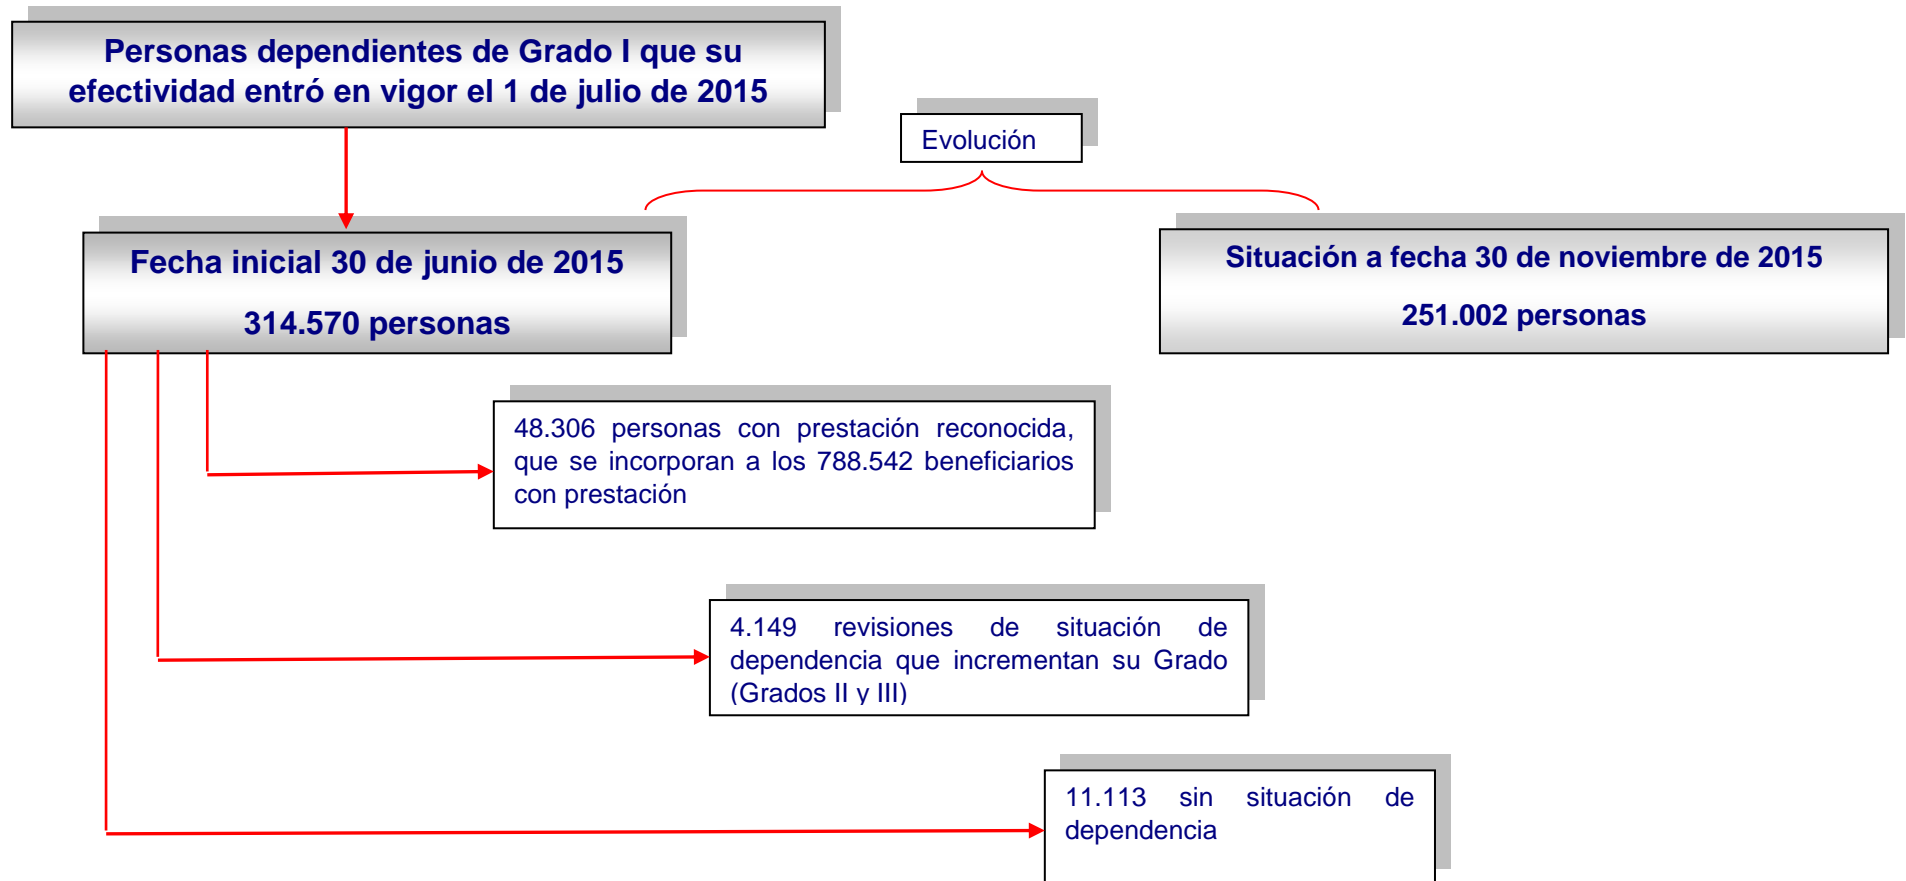 Personas dependientes de Grado I que su
efectividad entró en vigor el 1 de julio de 2015
Evolución
Fecha inicial 30 de junio de 2015
314.570 personas
Situación a fecha 30 de noviembre de 2015
251.002 personas
48.306 personas con prestación reconocida,
que se incorporan a los 788.542 beneficiarios
con prestación
4.149 revisiones de situación de
dependencia que incrementan su Grado
(Grados II y III)
11.113 sin situación de
dependencia